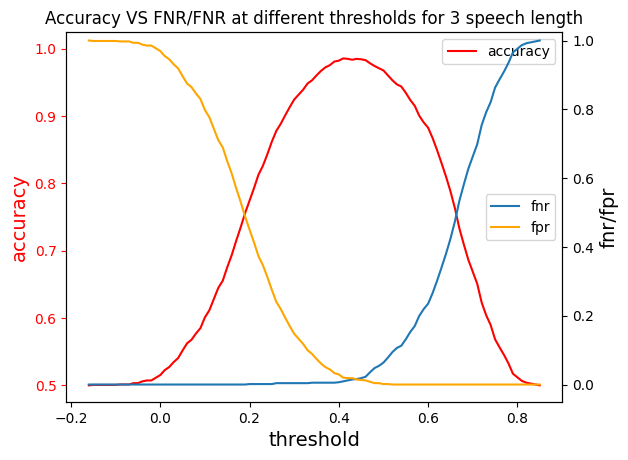 Accuracy VS FNR/FNR at different thresholds for 3 speech length
accuracy
1.0
0.9
0.8
0.7
0.6
0.5
accuracy
fnr
fpr
1.0
0.8
0.6
0.4
0.2
0.0
fnr/fpr
−0.2 0.0 0.2 0.4 0.6 0.8
threshold